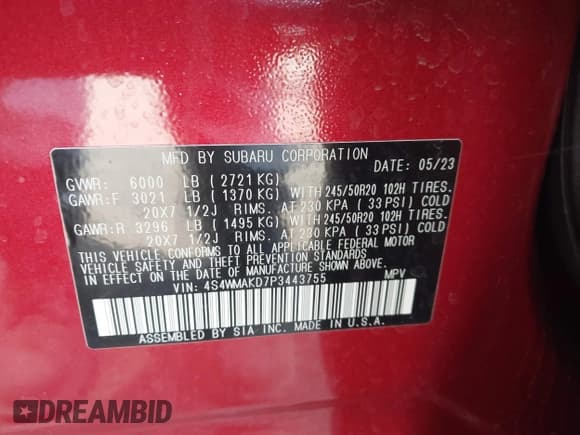 MFD BY SUBARU CORPORATION DATE: 05/23
GVWR: 6000 LB (2721 KG)
GAWR:F 3021 LB (1370 KG) WITH 245/50R20 102H TIRES.
20X7 1/2J RIMS. AT 230 KPA (33 PSI) COLD
GAWR:R 3296 LB (1495 KG) WITH 245/50R20 102H TIRES.
20X7 1/2J RIMS. AT 230 KPA (33 PSI) COLD
THIS VEHICLE CONFORMS TO ALL APPLICABLE FEDERAL MOTOR
VEHICLE SAFETY AND THEFT PREVENTION STANDARDS
IN EFFECT ON THE DATE OF MANUFACTURE SHOWN ABOVE.
VIN: 4S4WMAKD7P3443755 MPV
ASSEMBLED BY SIA INC. MADE IN U.S.A.
DREAMBID